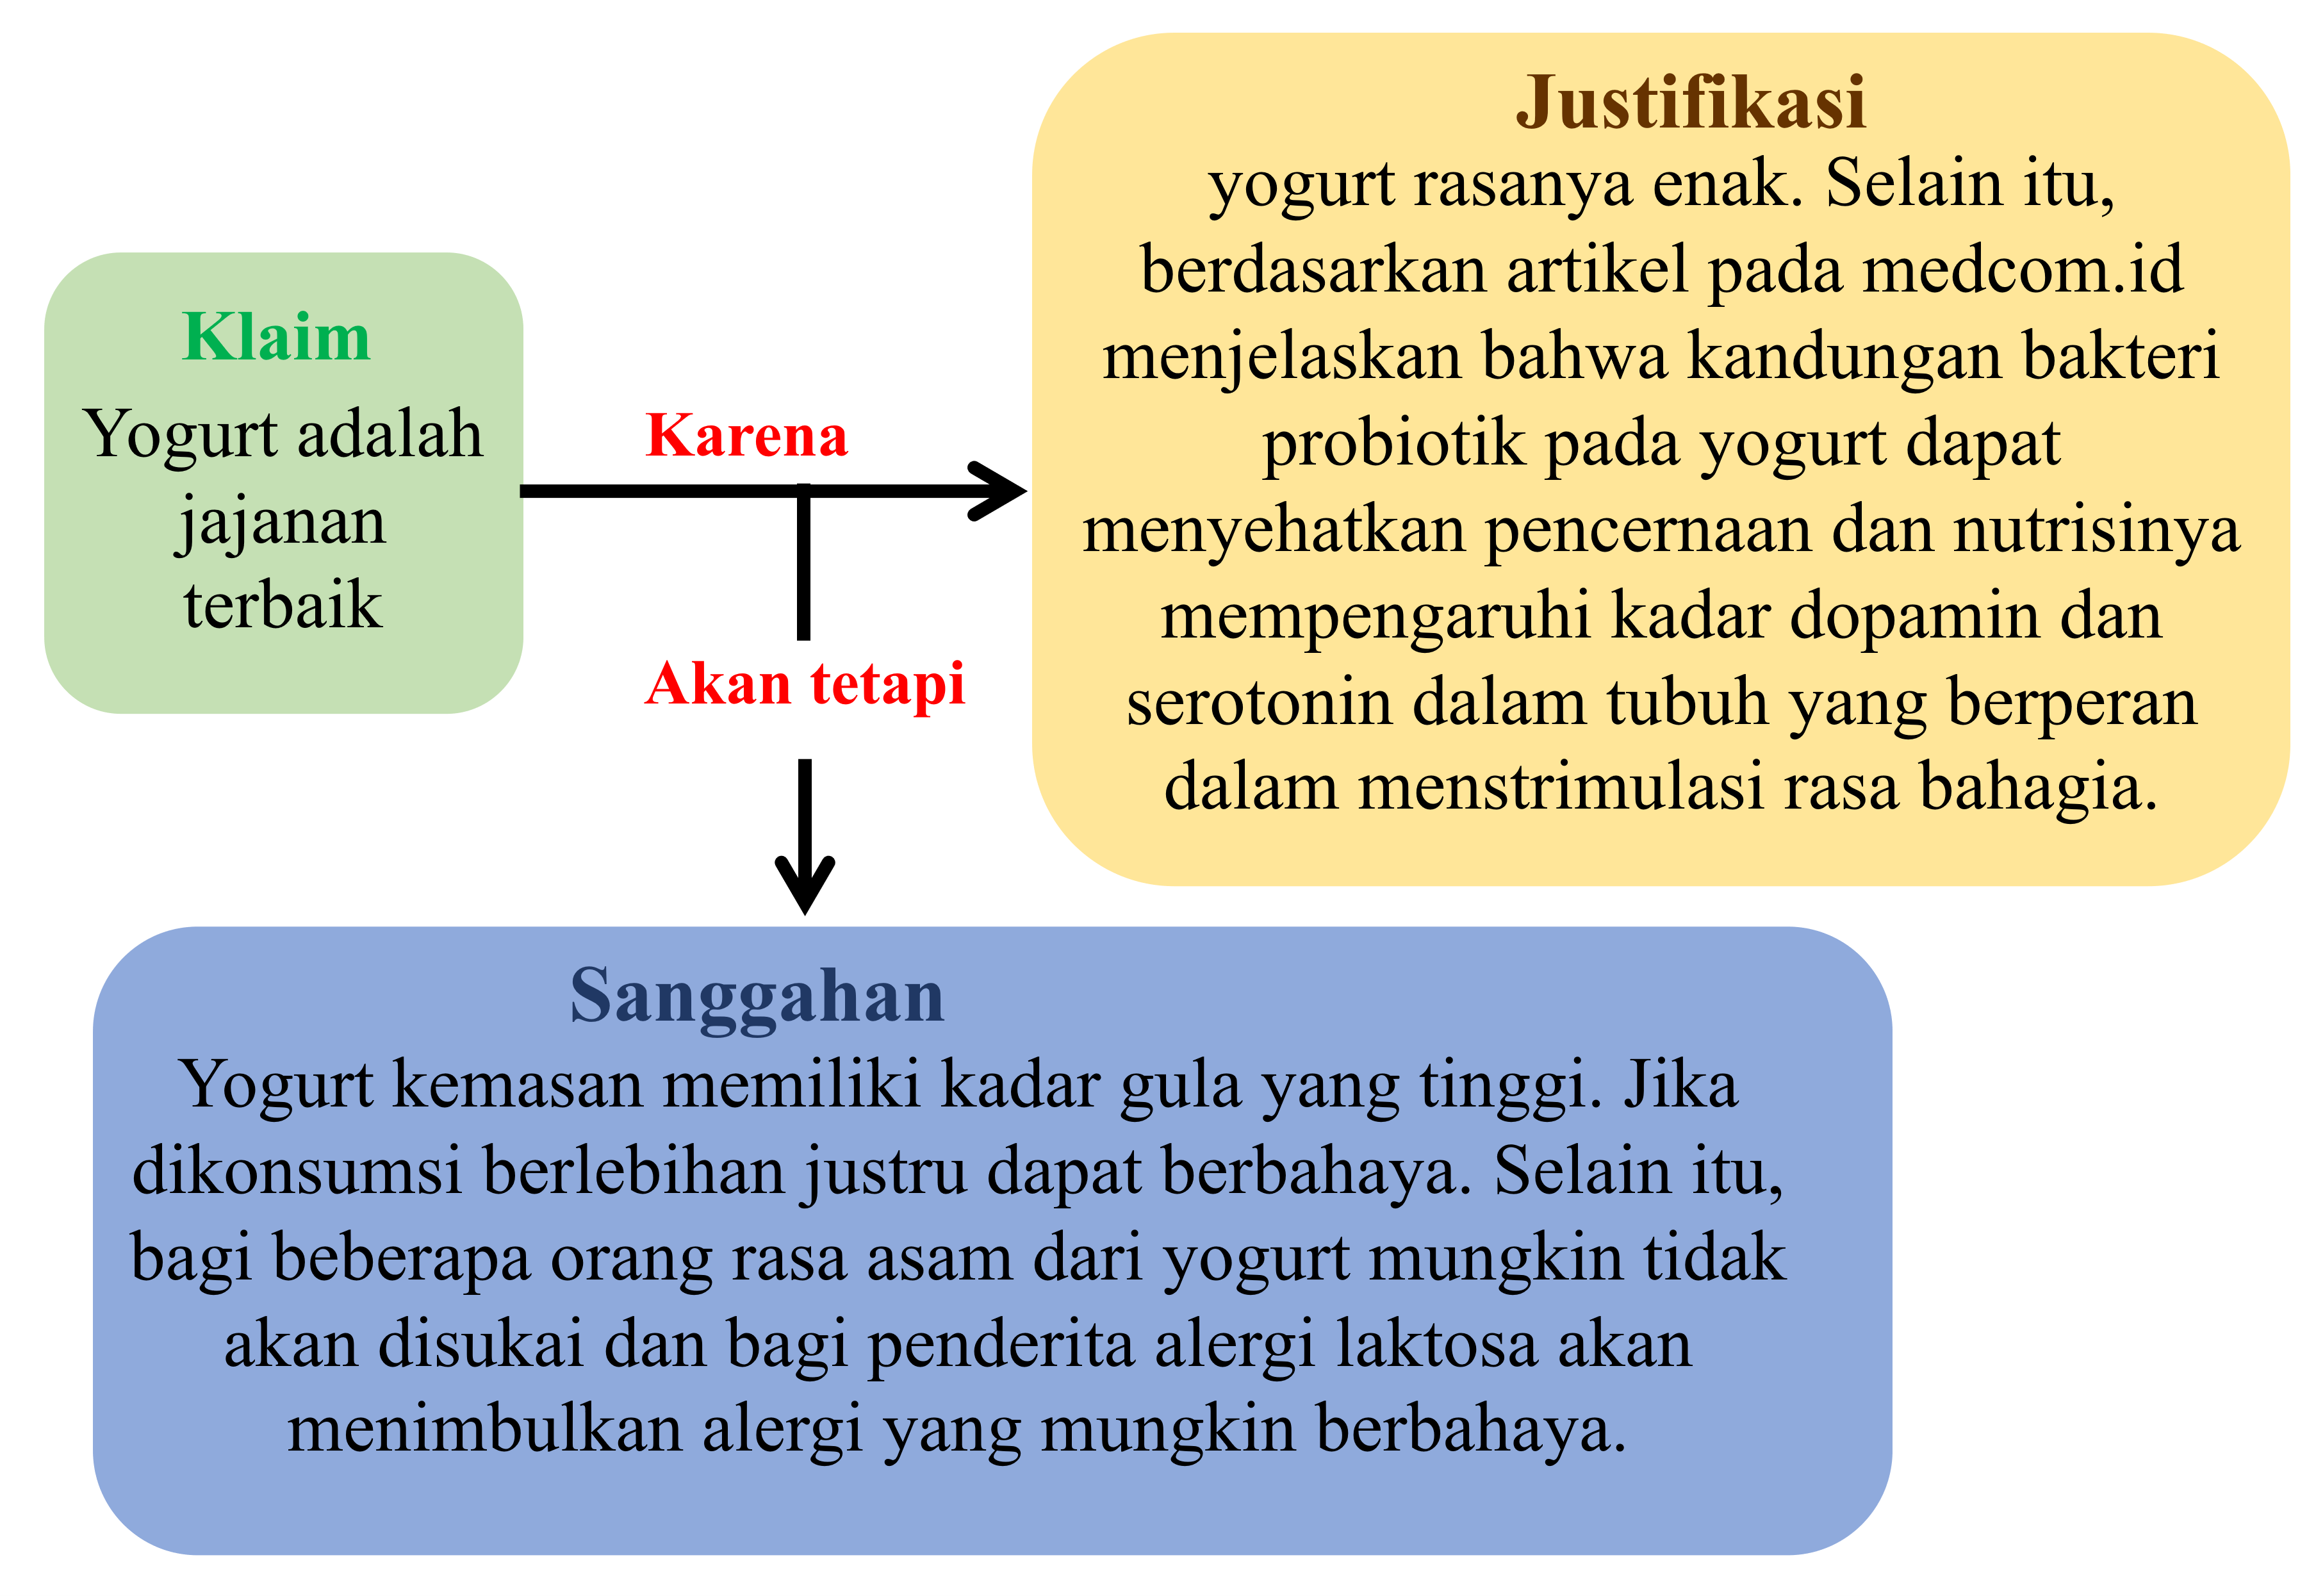 Klaim
Yogurt adalah
jajanan
terbaik
Karena
Akan tetapi
Justifikasi
yogurt rasanya enak. Selain itu,
berdasarkan artikel pada medcom.id
menjelaskan bahwa kandungan bakteri
probiotik pada yogurt dapat
menyehatkan pencernaan dan nutrisinya
mempengaruhi kadar dopamin dan
serotonin dalam tubuh yang berperan
dalam menstrimulasi rasa bahagia.
Sanggahan
Yogurt kemasan memiliki kadar gula yang tinggi. Jika
dikonsumsi berlebihan justru dapat berbahaya. Selain itu,
bagi beberapa orang rasa asam dari yogurt mungkin tidak
akan disukai dan bagi penderita alergi laktosa akan
menimbulkan alergi yang mungkin berbahaya.